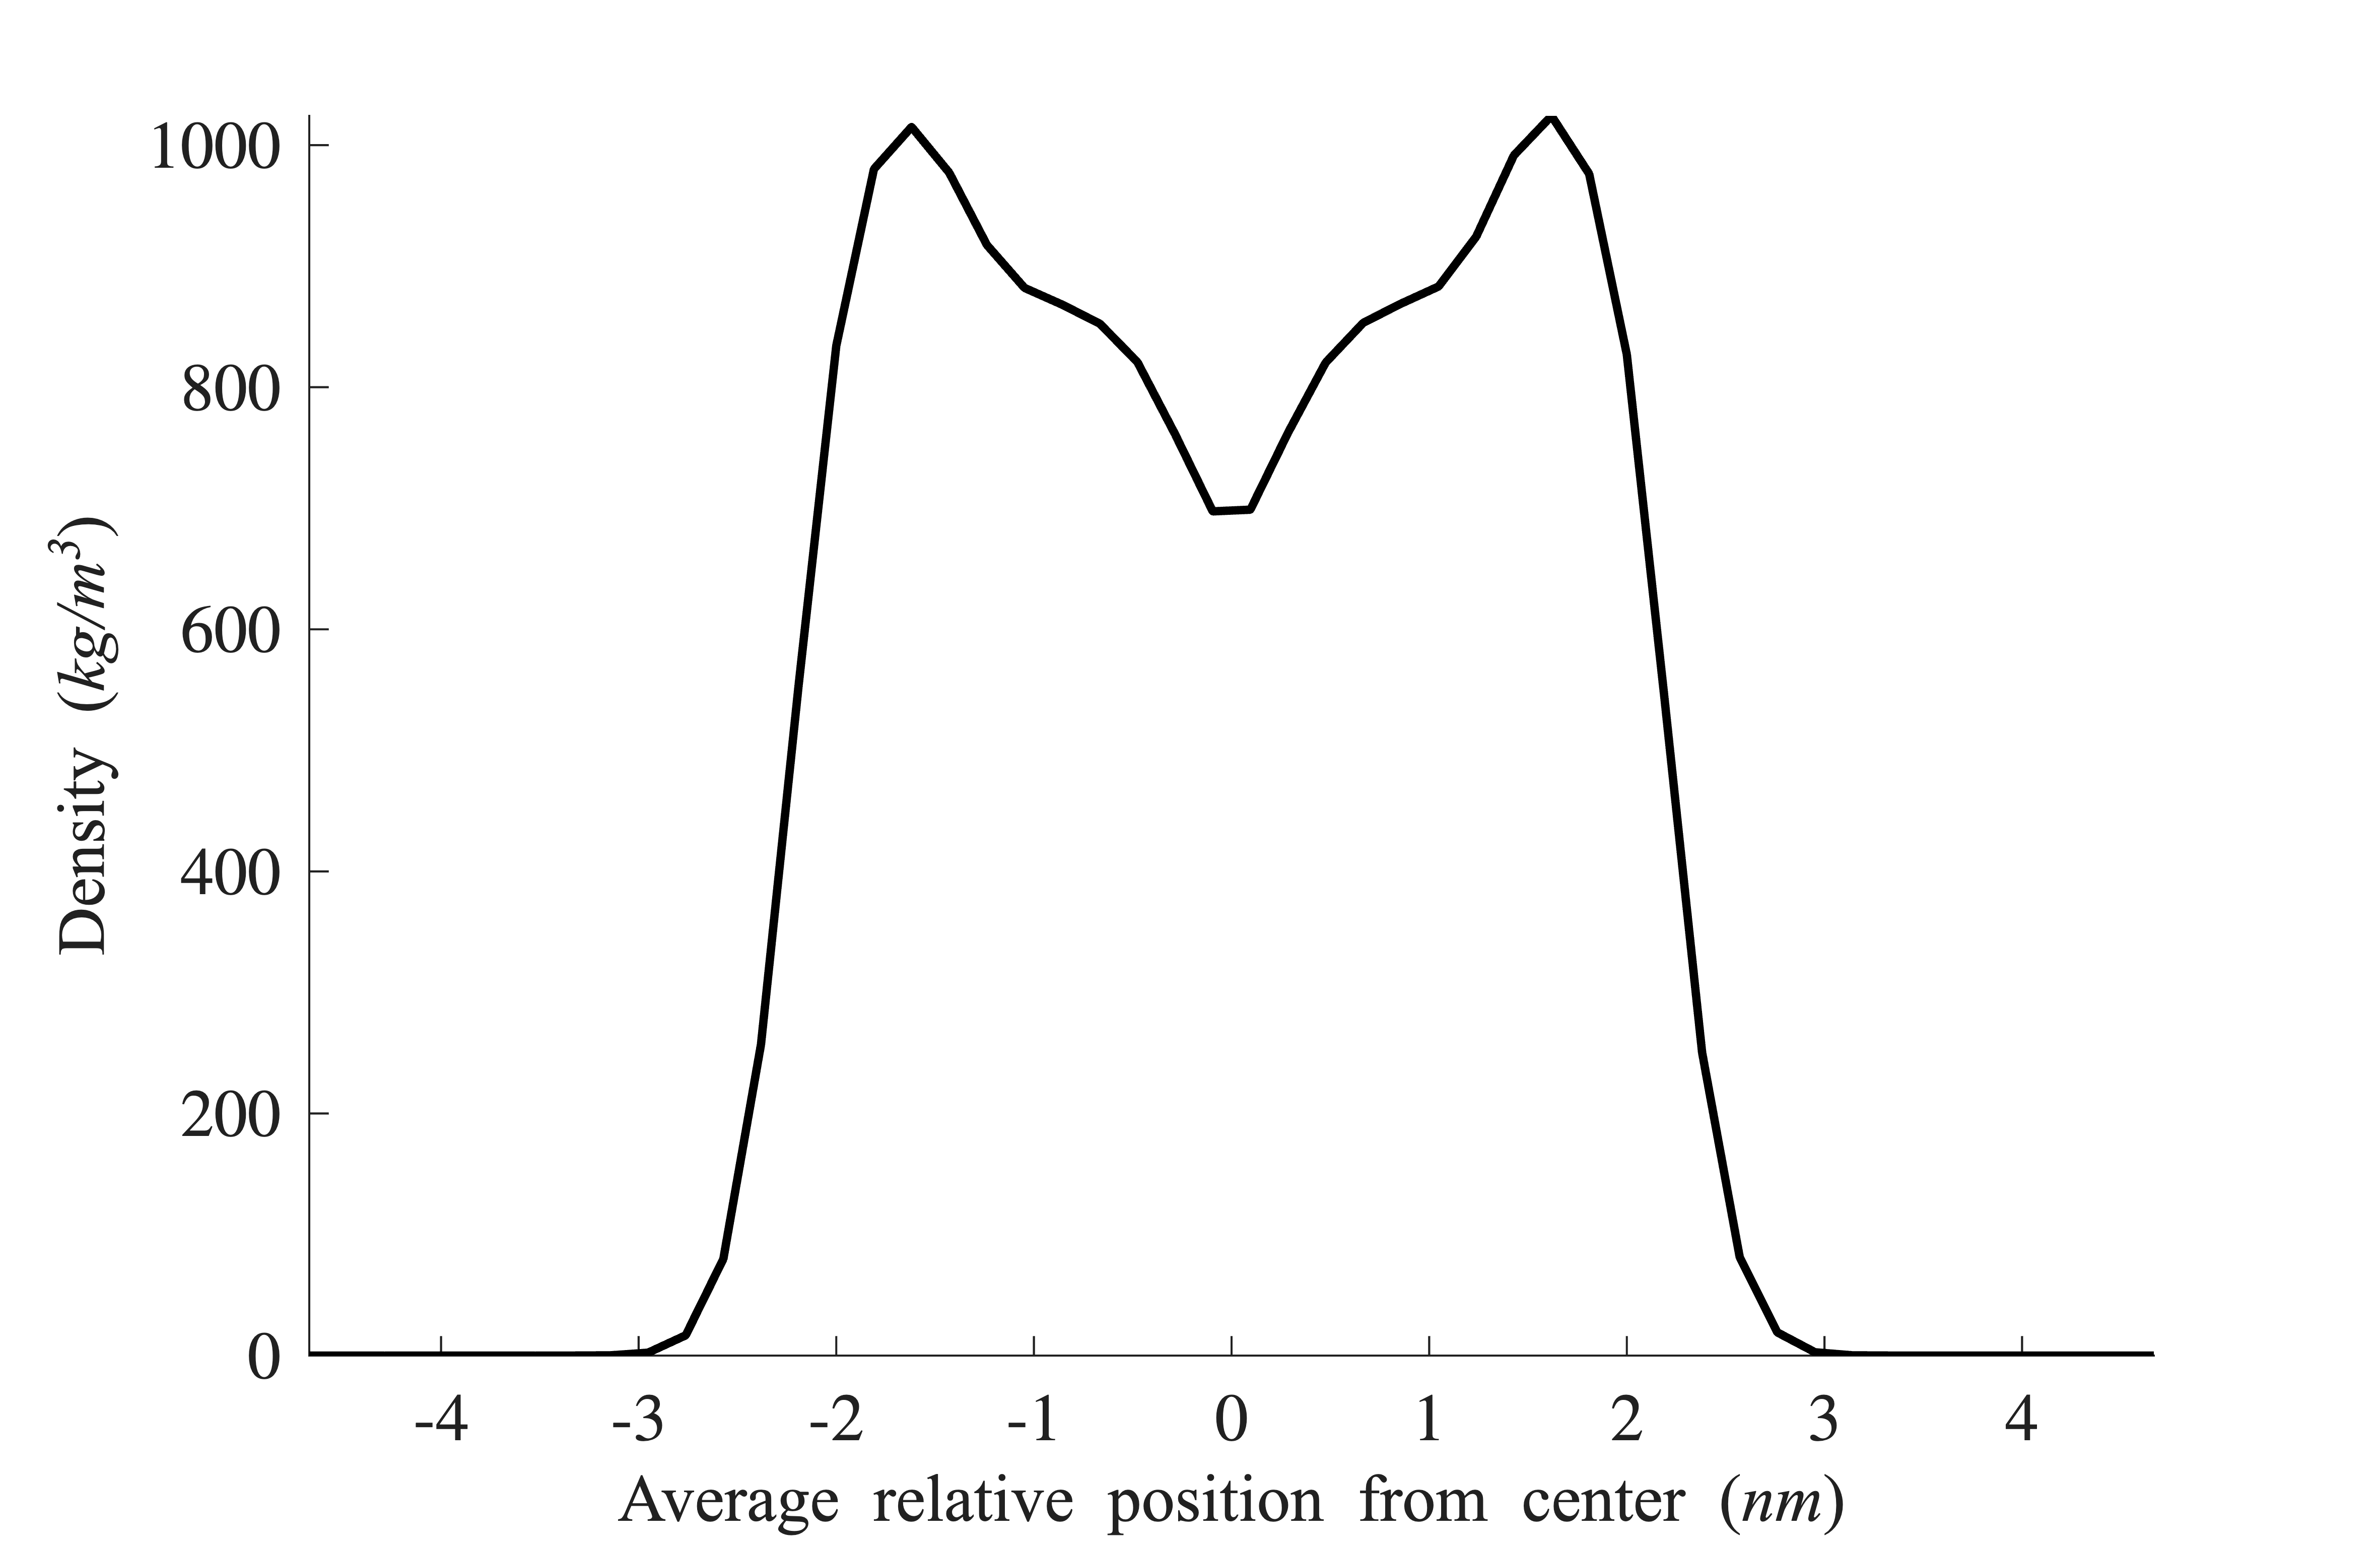 Density (kg/m³)
1000
800
600
400
200
0
-4 -3 -2 -1 0 1 2 3 4
Average relative position from center (nm)